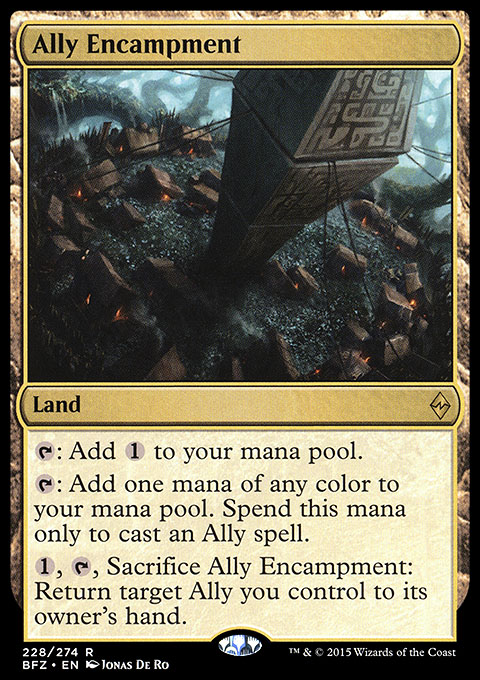 Ally Encampment
Land
: Add 1 to your mana pool.
: Add one mana of any color to
your mana pool. Spend this mana
only to cast an Ally spell.
1, , Sacrifice Ally Encampment:
Return target Ally you control to its
owner's hand.
228/274 R
BFZ • EN Jonas De Ro
™ & © 2015 Wizards of the Coast